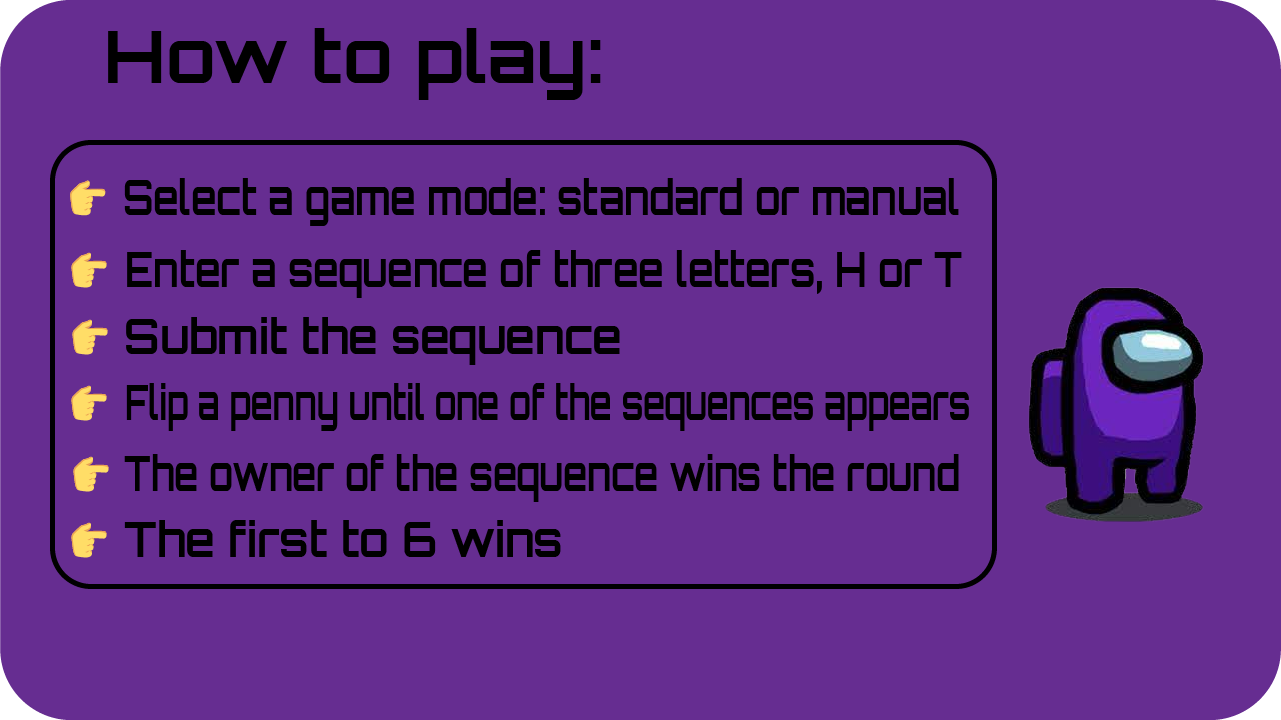 How to play:
👉 Select a game mode: standard or manual
👉 Enter a sequence of three letters, H or T
👉 Submit the sequence
👉 Flip a penny until one of the sequences appears
👉 The owner of the sequence wins the round
👉 The first to 6 wins